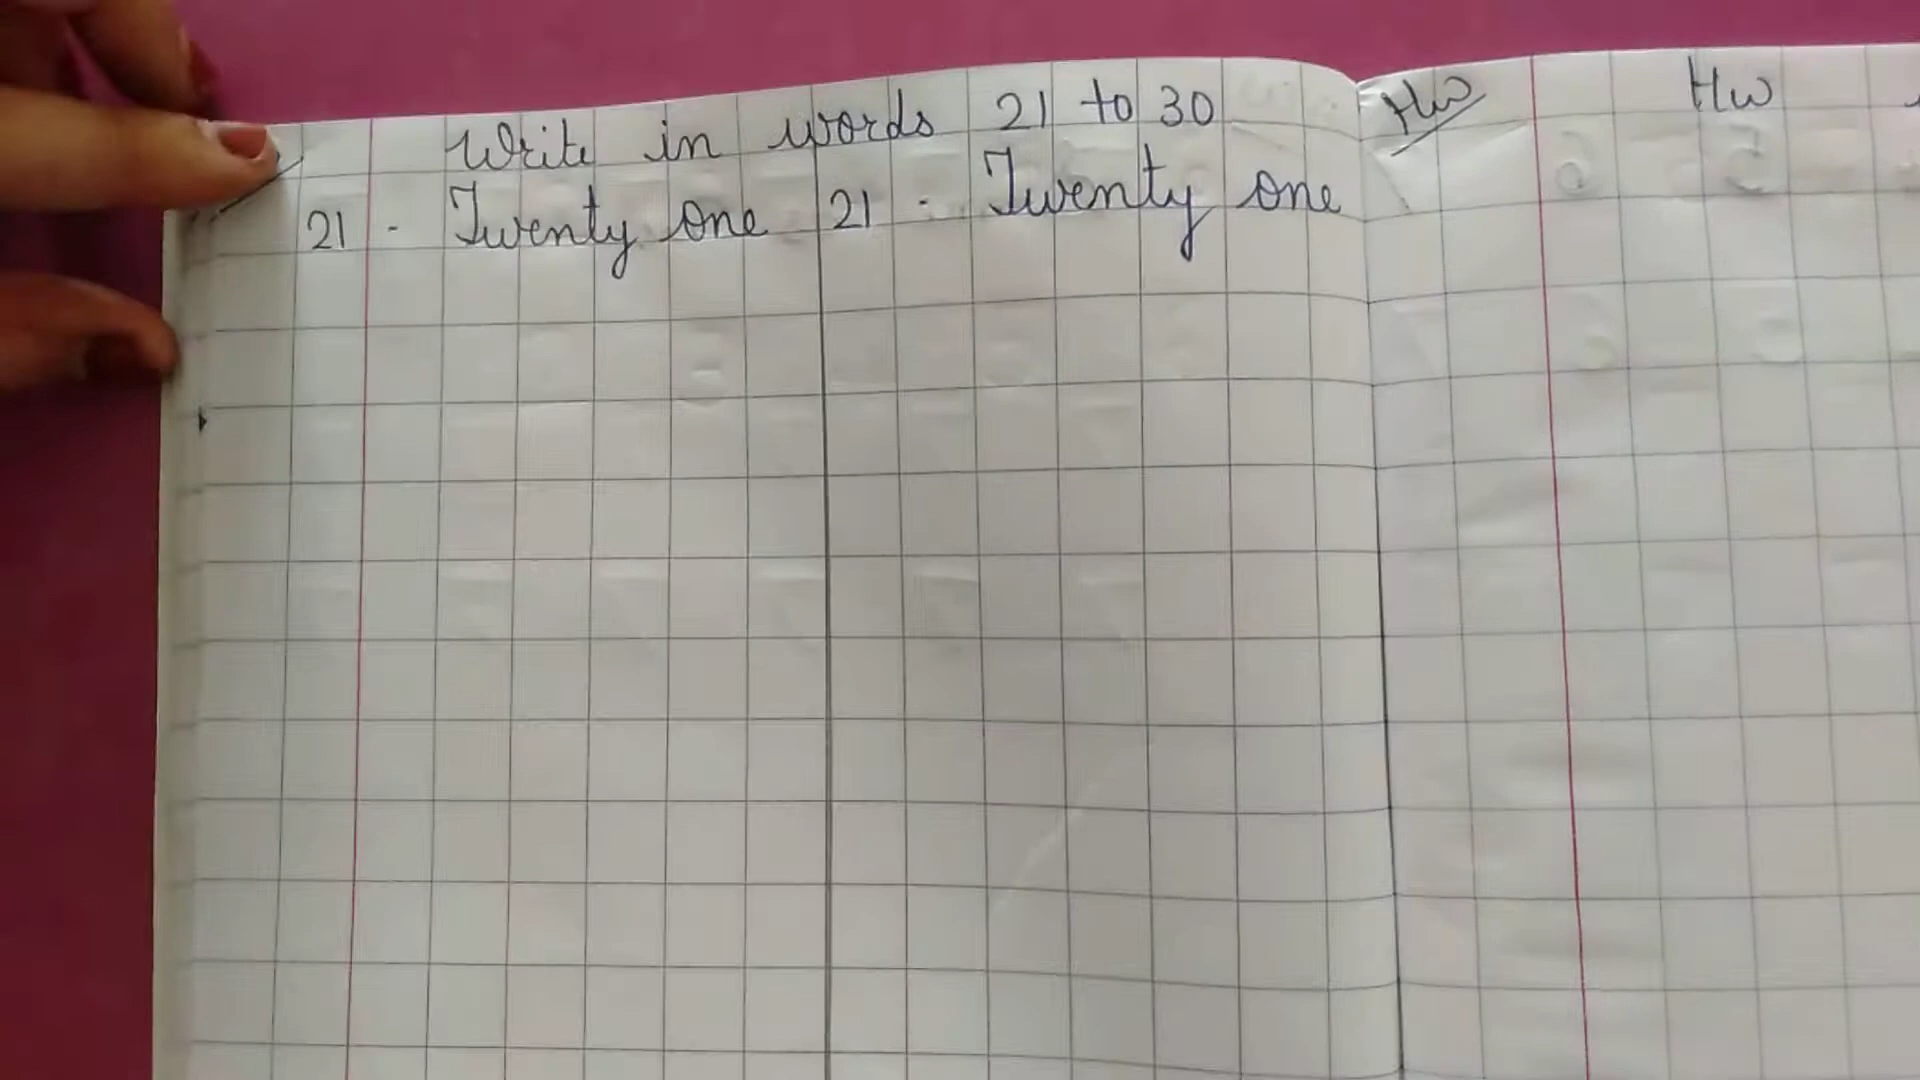 Write in words 21 to 30
21 - Twenty one 21 - Twenty one
Hw Hw